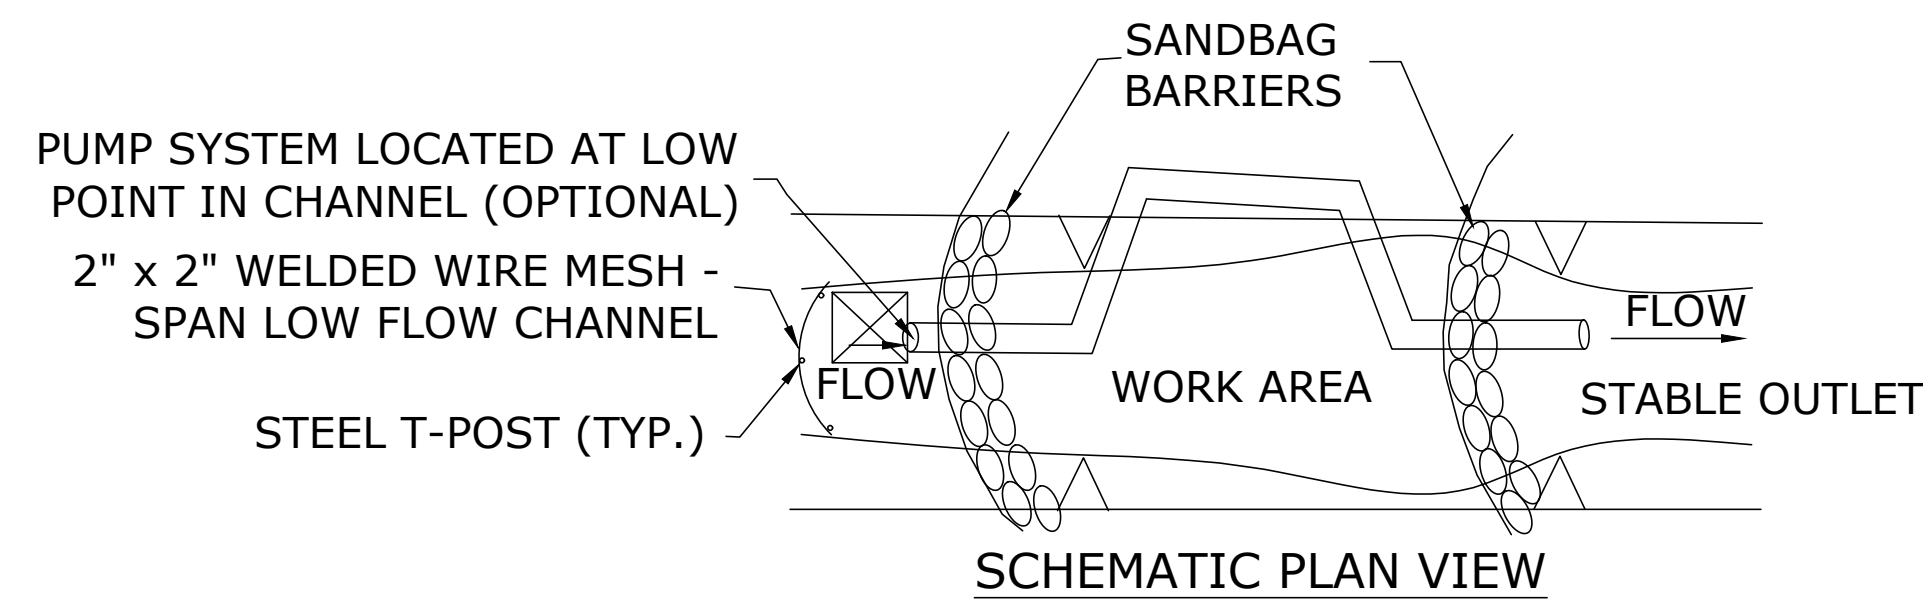 SANDBAG
BARRIERS
PUMP SYSTEM LOCATED AT LOW
POINT IN CHANNEL (OPTIONAL)
2" x 2" WELDED WIRE MESH -
SPAN LOW FLOW CHANNEL
STEEL T-POST (TYP.)
FLOW
WORK AREA
FLOW
STABLE OUTLET
SCHEMATIC PLAN VIEW